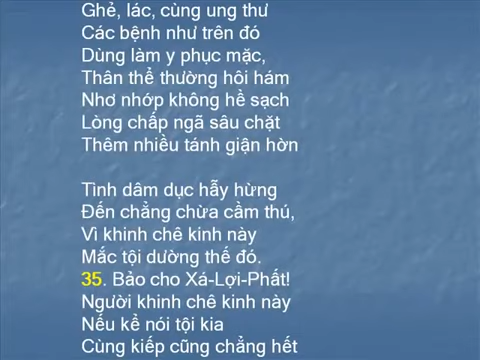 Ghẻ, lác, cùng ung thư
Các bệnh như trên đó
Dùng làm y phục mặc,
Thân thể thường hôi hám
Nhơ nhớp không hề sạch
Lòng chấp ngã sâu chặt
Thêm nhiều tánh giận hờn
Tình dâm dục hẫy hừng
Đến chẳng chừa cầm thú,
Vì khinh chê kinh này
Mắc tội dường thế đó.
35. Bảo cho Xá-Lợi-Phất!
Người khinh chê kinh này
Nếu kể nói tội kia
Cùng kiếp cũng chẳng hết